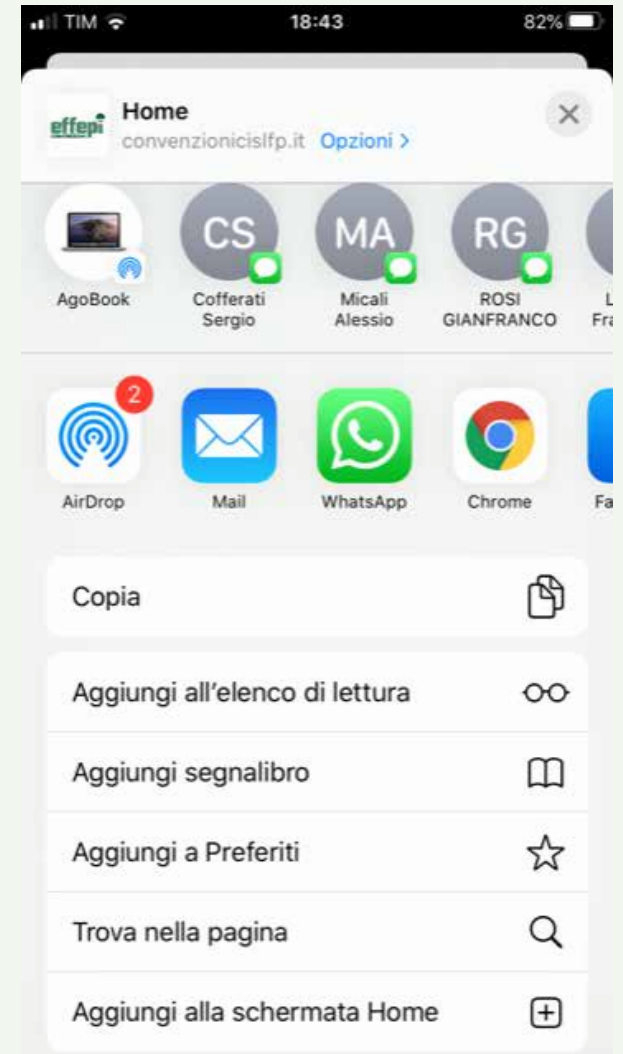 TIM 18:43 82%
effepi Home
convenzionicislfp.it Opzioni >
CS MA RG
AgoBook Cofferati Micali ROSI L
Sergio Alessio GIANFRANCO Fra
2
AirDrop Mail WhatsApp Chrome Fa
Copia
Aggiungi all'elenco di lettura
Aggiungi segnalibro
Aggiungi a Preferiti
Trova nella pagina
Aggiungi alla schermata Home